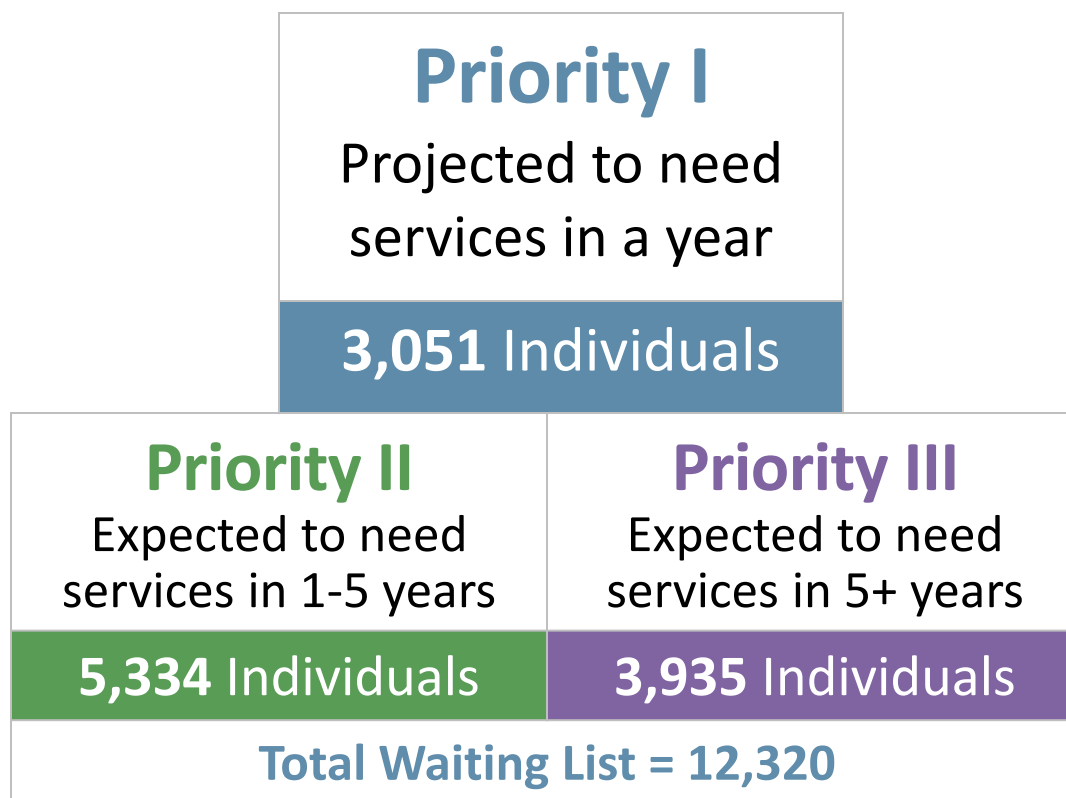 Priority I
Projected to need
services in a year
3,051 Individuals
Priority II
Expected to need
services in 1-5 years
5,334 Individuals
Priority III
Expected to need
services in 5+ years
3,935 Individuals
Total Waiting List = 12,320